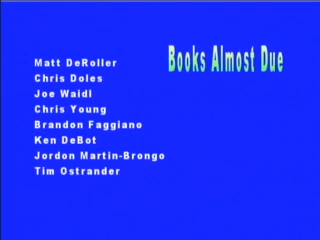 Books Almost Due
Matt DeRoller
Chris Doles
Joe Waidl
Chris Young
Brandon Faggiano
Ken DeBot
Jordon Martin-Brongo
Tim Ostrander